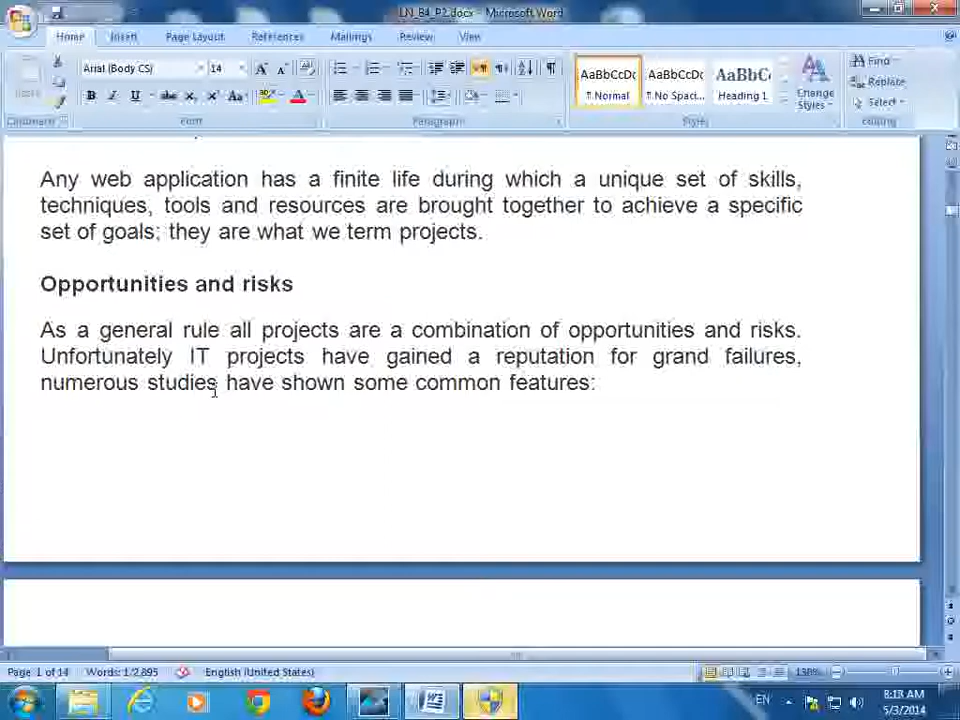 LN_B4_P2.docx - Microsoft Word
Home Insert Page Layout References Mailings Review View
Arial (Body CS) 14
AaBbCcDc AaBbCcDc AaBbC
¶ Normal ¶ No Spaci... Heading 1
Change Styles
Find
Replace
Select
Font Paragraph Styles Editing
Any web application has a finite life during which a unique set of skills,
techniques, tools and resources are brought together to achieve a specific
set of goals; they are what we term projects.
Opportunities and risks
As a general rule all projects are a combination of opportunities and risks.
Unfortunately IT projects have gained a reputation for grand failures,
numerous studies have shown some common features:
Page 1 of 14 English (United States) 138%
EN 8:13 AM
5/3/2014